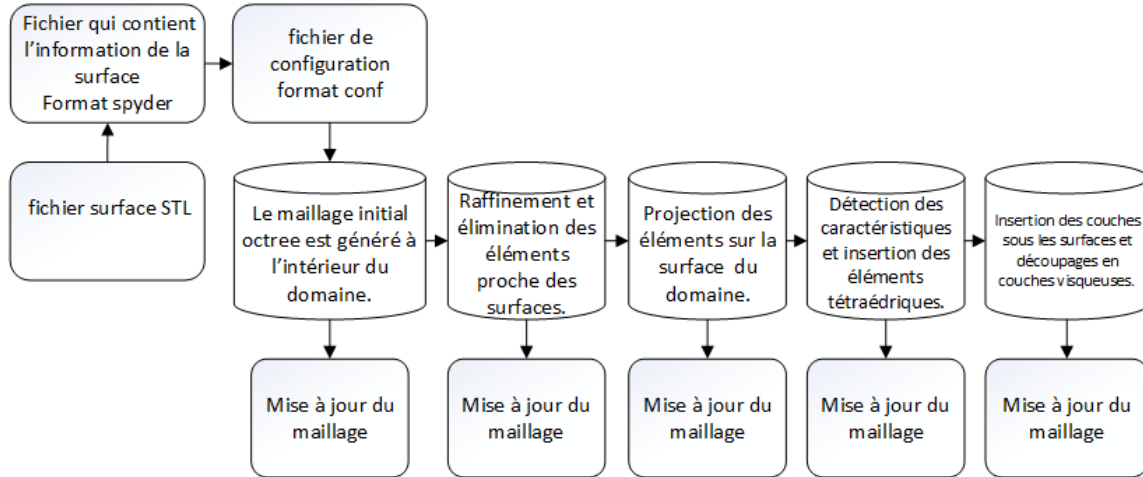 Fichier qui contient
l'information de la
surface
Format spyder
fichier de
configuration
format conf
fichier surface STL
Le maillage initial
octree est généré à
l'intérieur du
domaine.
Raffinement et
élimination des
éléments
proche des
surfaces.
Projection des
éléments sur la
surface du
domaine.
Détection des
caractéristiques
et insertion des
éléments
tétraédriques.
Insertion des couches
sous les surfaces et
découpages en
couches visqueuses.
Mise à jour du
maillage
Mise à jour du
maillage
Mise à jour du
maillage
Mise à jour du
maillage
Mise à jour du
maillage